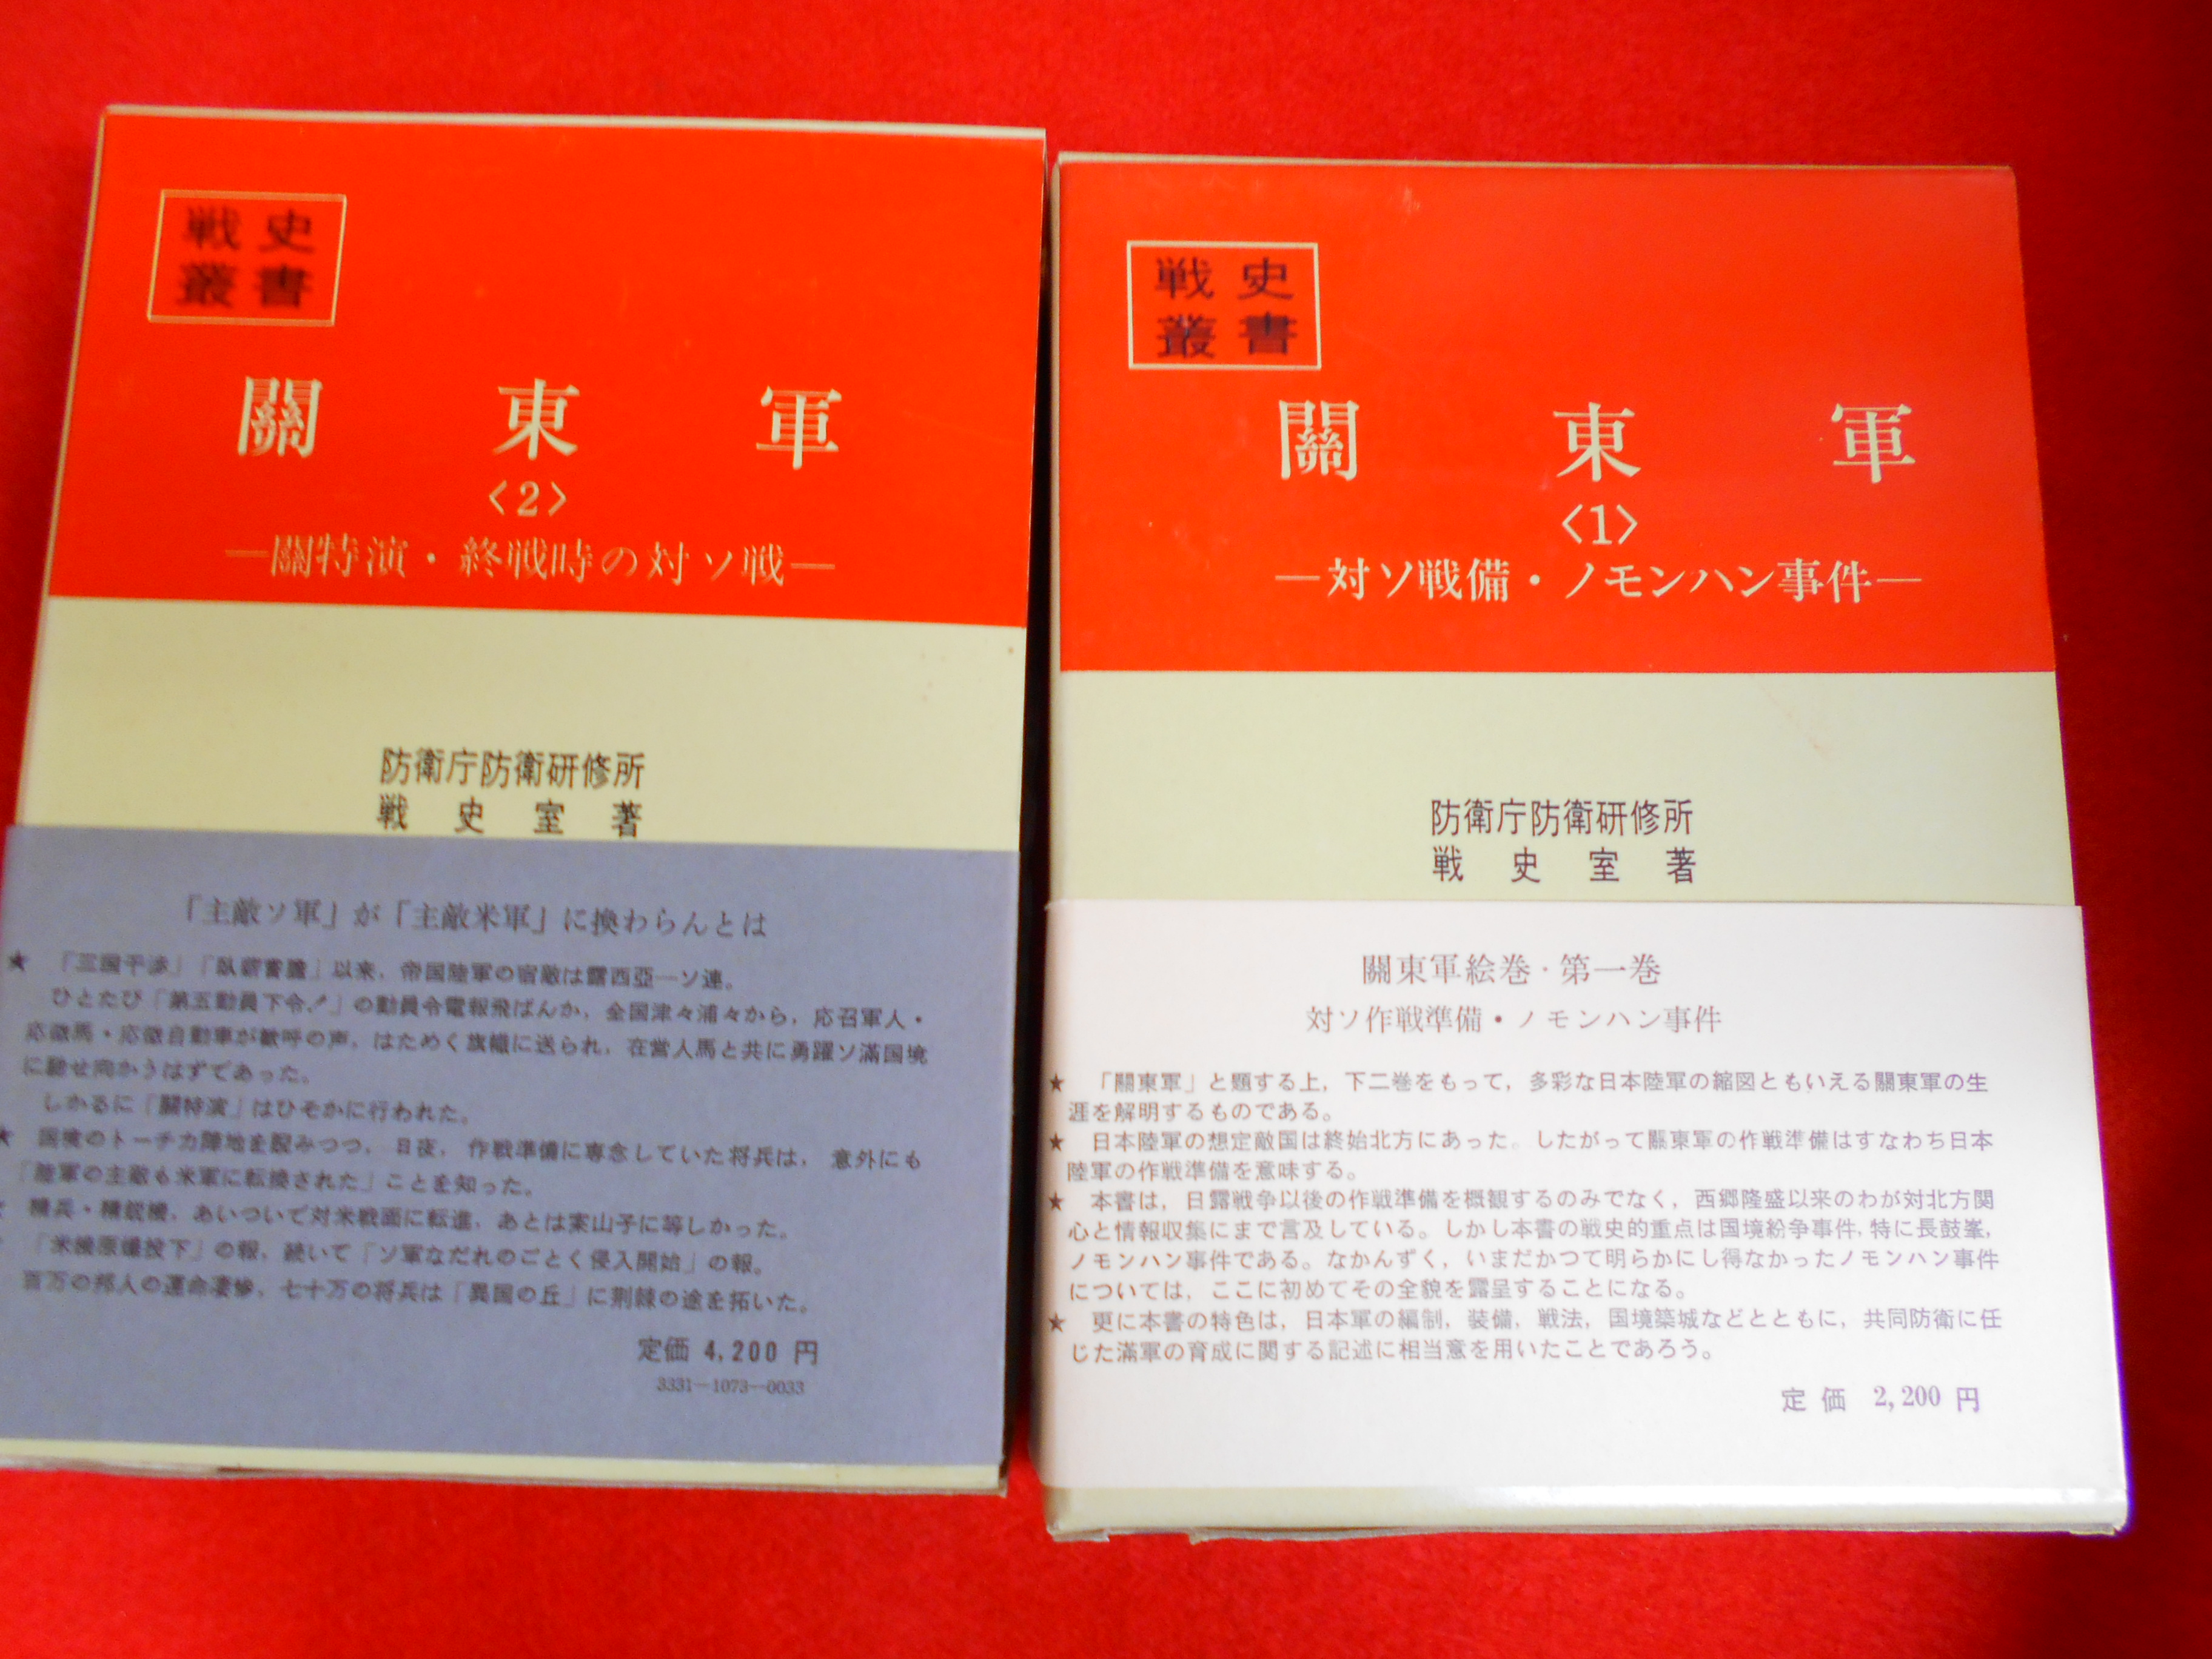 戦史
叢書
關東軍
〈2〉
―關特演・終戦時の対ソ戦―
防衛庁防衛研修所
戦史室著
「主敵ソ軍」が「主敵米軍」に換わらんとは
★ 「三国干渉」「臥薪嘗胆」以来，帝国陸軍の宿敵は露西亞―ソ連。
ひとたび「第五動員下令！」の動員令電報飛ばんか，全国津々浦々から，応召軍人・
応徴馬・応徴自動車が歓呼の声，はためく旗幟に送られ，在営人馬と共に勇躍ソ満国境
に馳せ向かうはずであった。
しかるに「關特演」はひそかに行われた。
★ 国境のトーチカ陣地を睨みつつ，日夜，作戦準備に専念していた将兵は，意外にも
「陸軍の主敵も米軍に転換された」ことを知った。
精兵・精鋭機，あいついで対米戦面に転進，あとは案山子に等しかった。
「米機原爆投下」の報，続いて「ソ軍なだれのごとく侵入開始」の報。
百万の邦人の運命凄惨，七十万の将兵は「異国の丘」に荊棘の途を拓いた。
定価 4,200 円
3331―1073―0033
戦史
叢書
關東軍
〈1〉
―対ソ戦備・ノモンハン事件―
防衛庁防衛研修所
戦史室著
關東軍絵巻・第一巻
対ソ作戦準備・ノモンハン事件
★ 「關東軍」と題する上，下二巻をもって，多彩な日本陸軍の縮図ともいえる關東軍の生
涯を解明するものである。
★ 日本陸軍の想定敵国は終始北方にあった。したがって關東軍の作戦準備はすなわち日本
陸軍の作戦準備を意味する。
★ 本書は，日露戦争以後の作戦準備を概観するのみでなく，西郷隆盛以来のわが対北方関
心と情報収集にまで言及している。しかし本書の戦史的重点は国境紛争事件，特に長鼓峯，
ノモンハン事件である。なかんずく，いまだかつて明らかにし得なかったノモンハン事件
については，ここに初めてその全貌を露呈することになる。
★ 更に本書の特色は，日本軍の編制，装備，戦法，国境築城などとともに，共同防衛に任
じた満軍の育成に関する記述に相当意を用いたことであろう。
定価 2,200 円